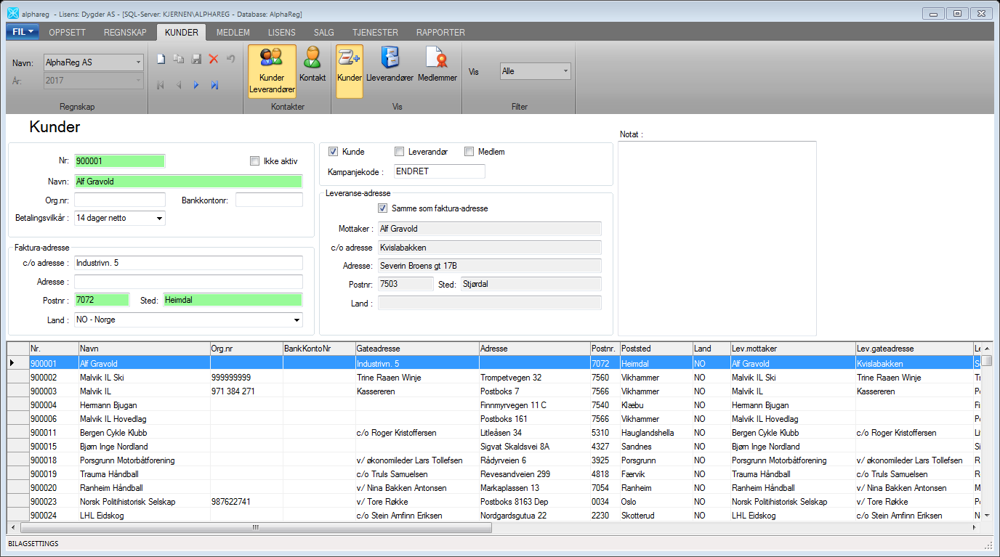 alphareg - Lisens: Dygder AS - [SQL-Server: KJERNEN\ALPHAREG - Database: AlphaReg]
FIL OPPSETT REGNSKAP KUNDER MEDLEM LISENS SALG TJENESTER RAPPORTER
Navn: AlphaReg AS
År: 2017
Regnskap
Kunder Leverandører
Kontakt
Kontakter
Kunder
Lleverandører
Medlemmer
Vis
Vis Alle
Filter
Kunder
Nr: 900001 Ikke aktiv
Navn: Alf Gravold
Org.nr: Bankkontonr:
Betalingsvilkår : 14 dager netto
Faktura-adresse
c/o adresse : Industrivn. 5
Adresse :
Postnr : 7072 Sted: Heimdal
Land : NO - Norge
Kunde Leverandør Medlem
Kampanjekode : ENDRET
Leveranse-adresse
Samme som faktura-adresse
Mottaker : Alf Gravold
c/o adresse Kvislabakken
Adresse: Severin Broens gt 17B
Postnr: 7503 Sted: Stjørdal
Land :
Notat :
Nr. Navn Org.nr BankKontoNr Gateadresse Adresse Postnr. Poststed Land Lev.mottaker Lev.gateadresse Le
900001 Alf Gravold Industrivn. 5 7072 Heimdal NO Alf Gravold Kvislabakken
900002 Malvik IL Ski 999999999 Trine Raaen Winje Trompetvegen 32 7560 Vikhammer NO Malvik IL Ski Trine Raaen Winje
900003 Malvik IL 971 384 271 Kassereren Postboks 7 7566 Vikhammer NO Malvik IL Kassereren
900004 Hermann Bjugan Finnmyrvegen 11 C 7540 Klæbu NO Hermann Bjugan
900006 Malvik IL Hovedlag Postboks 161 7566 Vikhammer NO Malvik IL Hovedlag
900011 Bergen Cykle Klubb c/o Roger Kristoffersen Litleåsen 34 5310 Hauglandshella NO Bergen Cykle Klubb c/o Roger Kristoffersen
900015 Bjørn Inge Nordland Sigvat Skaldsvei 8A 4327 Sandnes NO Bjørn Inge Nordland
900018 Porsgrunn Motorbåtforening v/ økonomileder Lars Tollefsen Rådyrveien 6 3925 Porsgrunn NO Porsgrunn Motorbåtforening v/ økonomileder Lars Tollefsen
900019 Trauma Håndball c/o Truls Samuelsen Revesandveien 299 4818 Færvik NO Trauma Håndball c/o Truls Samuelsen
900020 Ranheim Håndball v/ Nina Bakken Antonsen Markaplassen 13 7054 Ranheim NO Ranheim Håndball v/ Nina Bakken Antonsen
900023 Norsk Politihistorisk Selskap 987622741 v/ Tore Røkke Postboks 8163 Dep 0034 Oslo NO Norsk Politihistorisk Selskap v/ Tore Røkke
900024 LHL Eidskog c/o Stein Arnfinn Eriksen Nordgardsgutua 22 2230 Skotterud NO LHL Eidskog c/o Stein Arnfinn Eriksen
BILAGSETTINGS